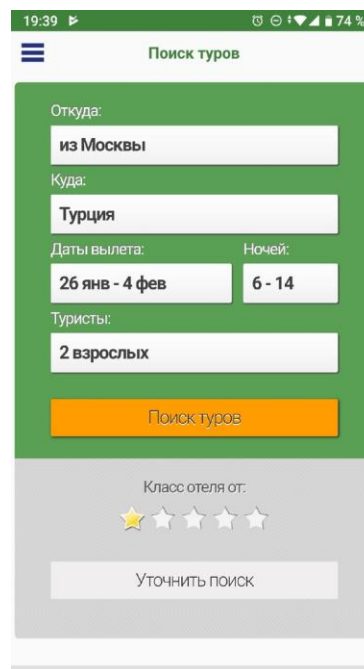 19:39 74 %
Поиск туров
Откуда:
из Москвы
Куда:
Турция
Даты вылета: Ночей:
26 янв - 4 фев 6 - 14
Туристы:
2 взрослых
Поиск туров
Класс отеля от:
Уточнить поиск